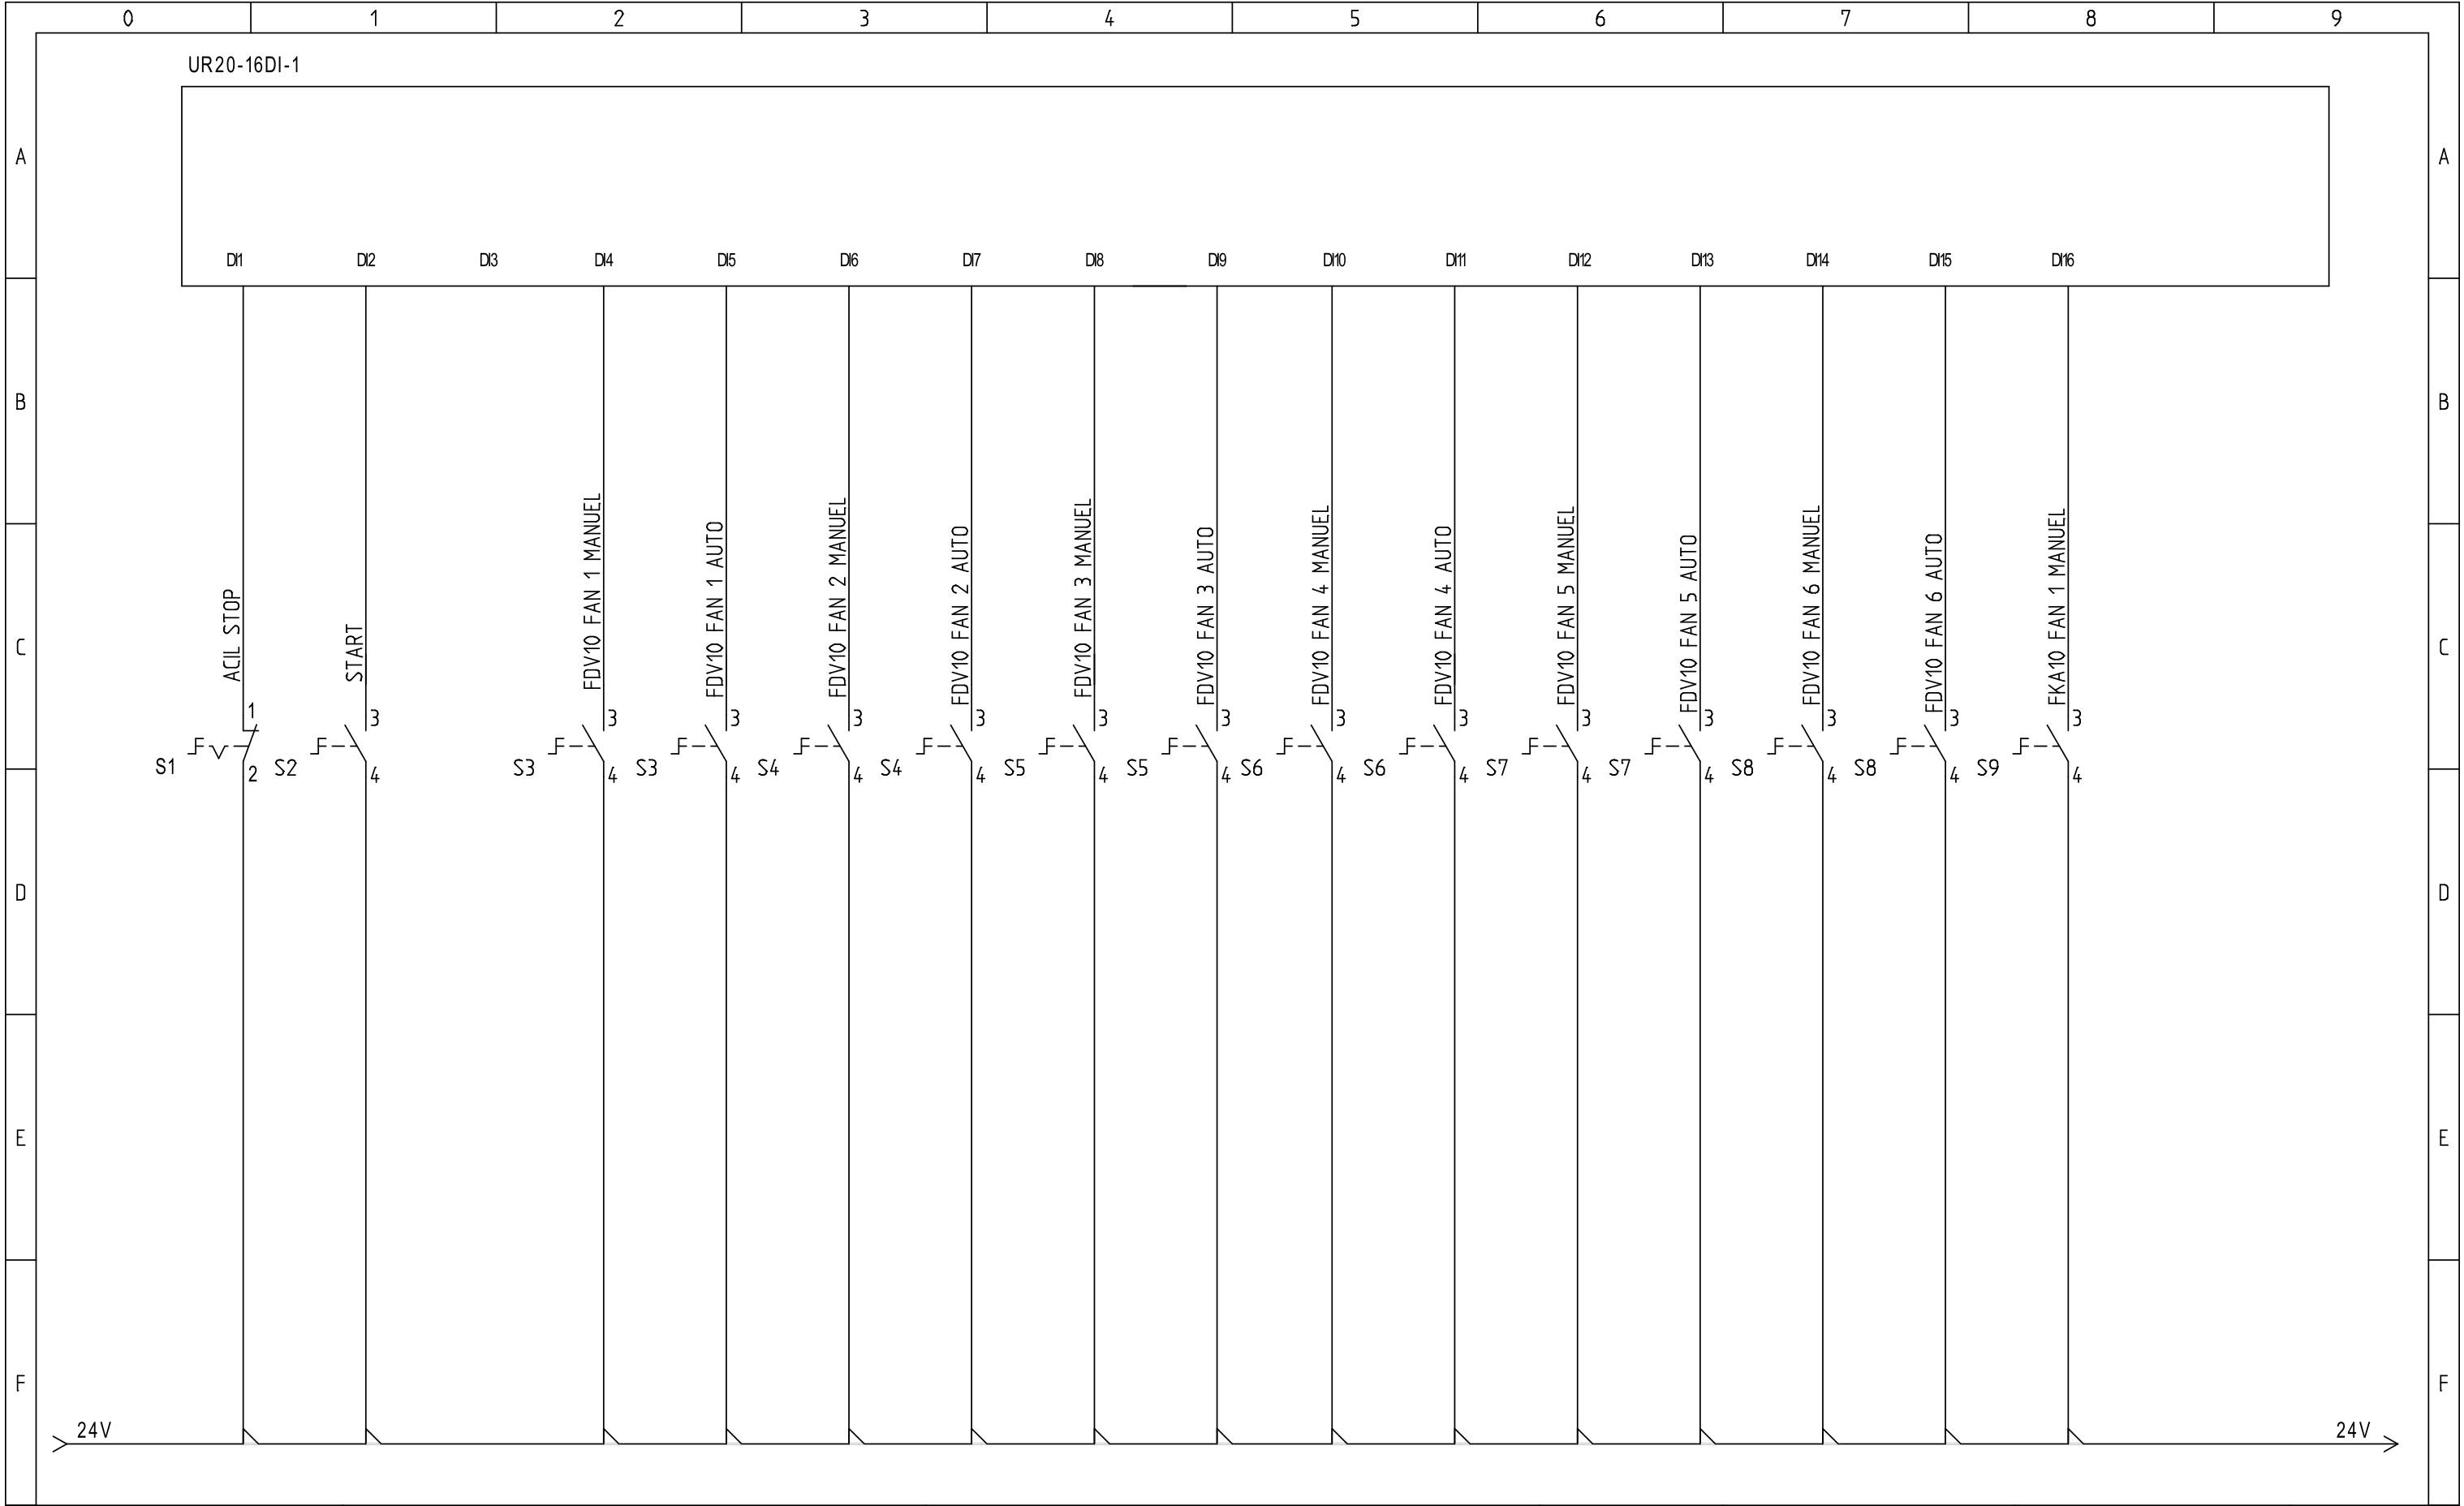 0 1 2 3 4 5 6 7 8 9
UR20-16DI-1
A A
DI1 DI2 DI3 DI4 DI5 DI6 DI7 DI8 DI9 DI10 DI11 DI12 DI13 DI14 DI15 DI16
B B
ACIL STOP
START
FDV10 FAN 1 MANUEL
FDV10 FAN 1 AUTO
FDV10 FAN 2 MANUEL
FDV10 FAN 2 AUTO
FDV10 FAN 3 MANUEL
FDV10 FAN 3 AUTO
FDV10 FAN 4 MANUEL
FDV10 FAN 4 AUTO
FDV10 FAN 5 MANUEL
FDV10 FAN 5 AUTO
FDV10 FAN 6 MANUEL
FDV10 FAN 6 AUTO
FKA10 FAN 1 MANUEL
C C
1 3 3 3 3 3 3 3 3 3 3 3 3 3 3
S1 2 S2 4 S3 4 S3 4 S4 4 S4 4 S5 4 S5 4 S6 4 S6 4 S7 4 S7 4 S8 4 S8 4 S9 4
D D
E E
F F
24V 24V